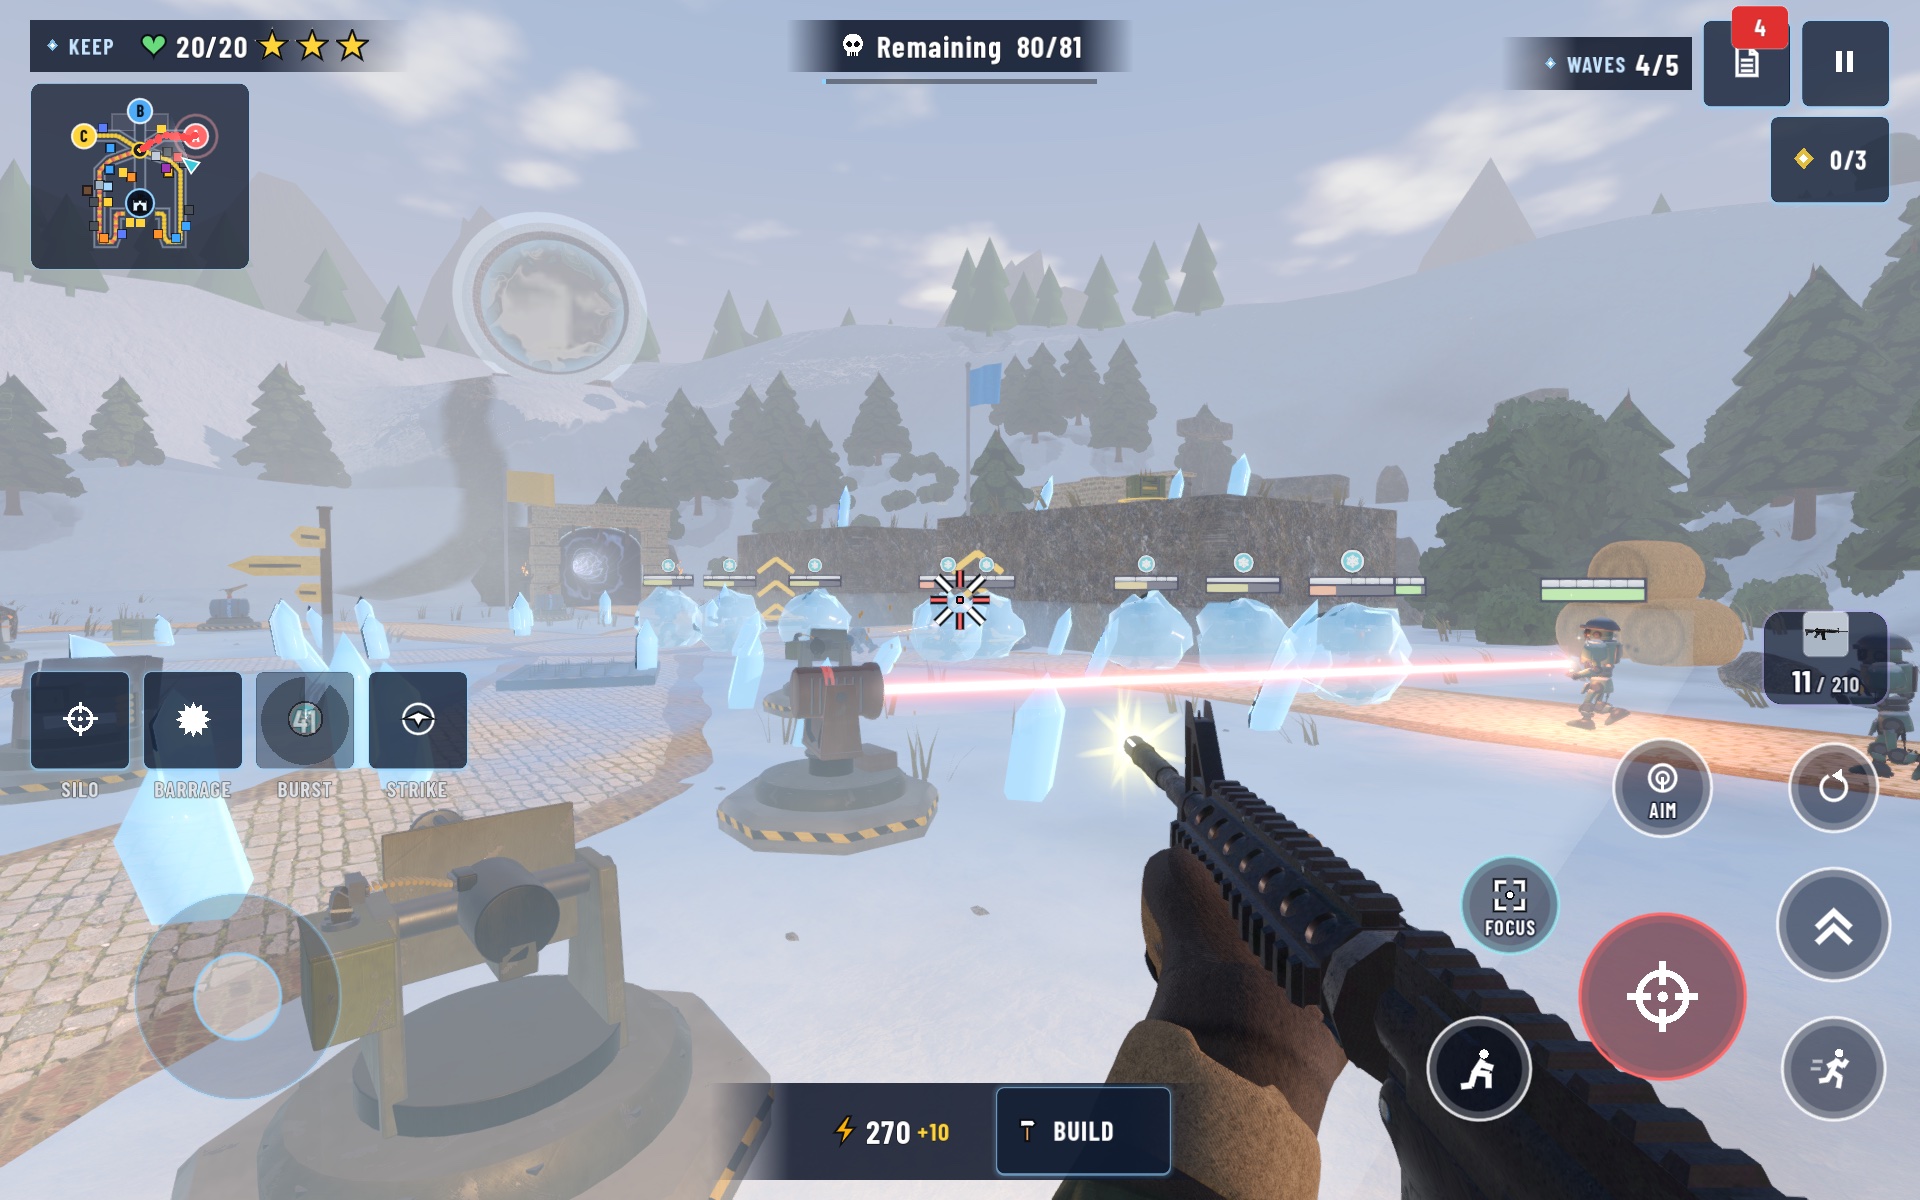 KEEP 20/20
Remaining 80/81
WAVES 4/5
4
0/3
B
C
A
11 / 210
41
SILO
BARRAGE
BURST
STRIKE
AIM
FOCUS
270 +10
BUILD